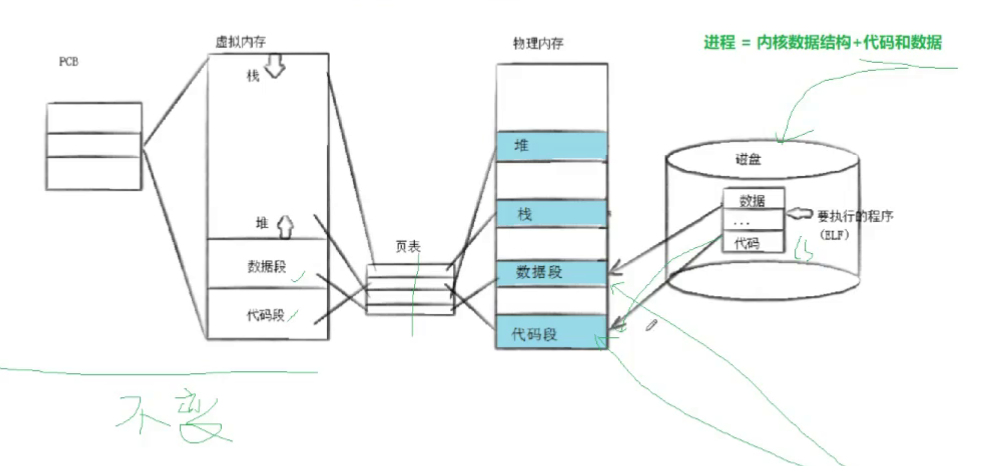 进程 = 内核数据结构+代码和数据
虚拟内存
物理内存
PCB
栈
堆
磁盘
数据
...
要执行的程序
(ELF)
代码
栈
堆
页表
数据段
数据段
代码段
代码段
不变